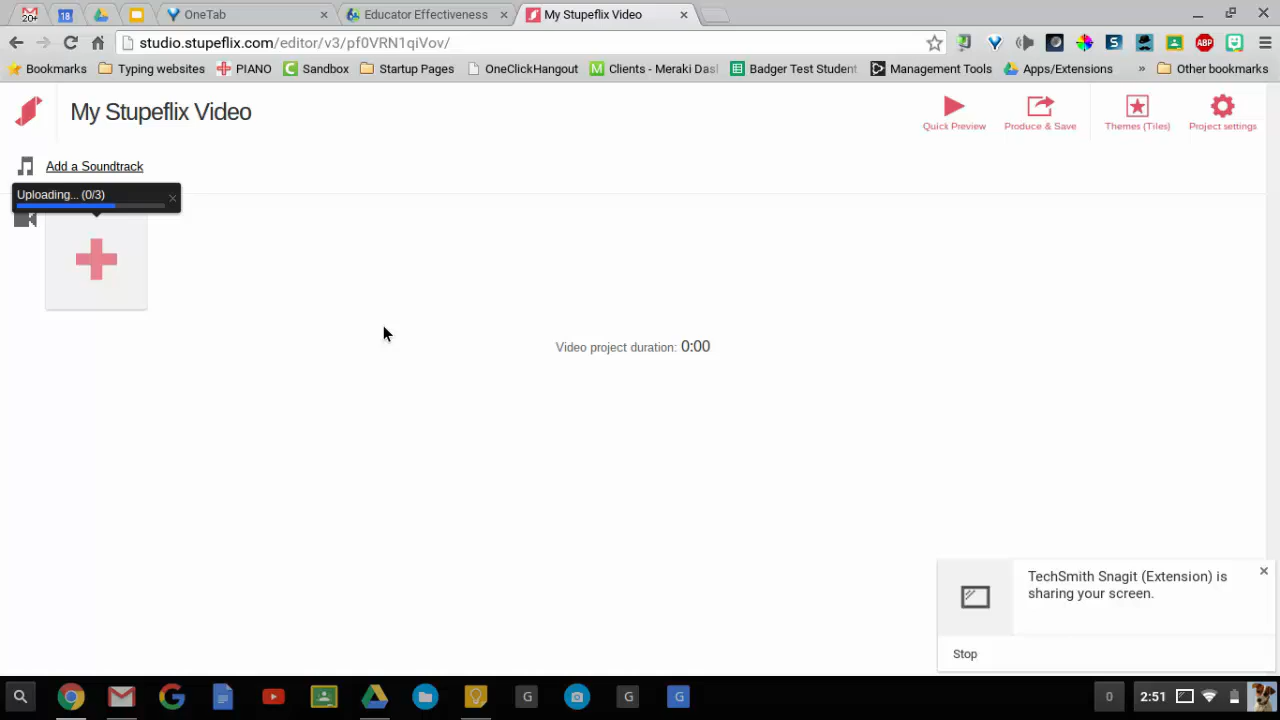 20+
18
OneTab
Educator Effectiveness
My Stupeflix Video
studio.stupeflix.com/editor/v3/pf0VRN1qiVov/
S
ABP
Bookmarks
Typing websites
PIANO
Sandbox
Startup Pages
OneClickHangout
M
Clients - Meraki Das
Badger Test Student
Management Tools
Apps/Extensions
»
Other bookmarks
My Stupeflix Video
Quick Preview
Produce & Save
Themes (Tiles)
Project settings
Add a Soundtrack
Uploading... (0/3)
Video project duration: 0:00
TechSmith Snagit (Extension) is
sharing your screen.
Stop
G
G
G
G
0
2:51